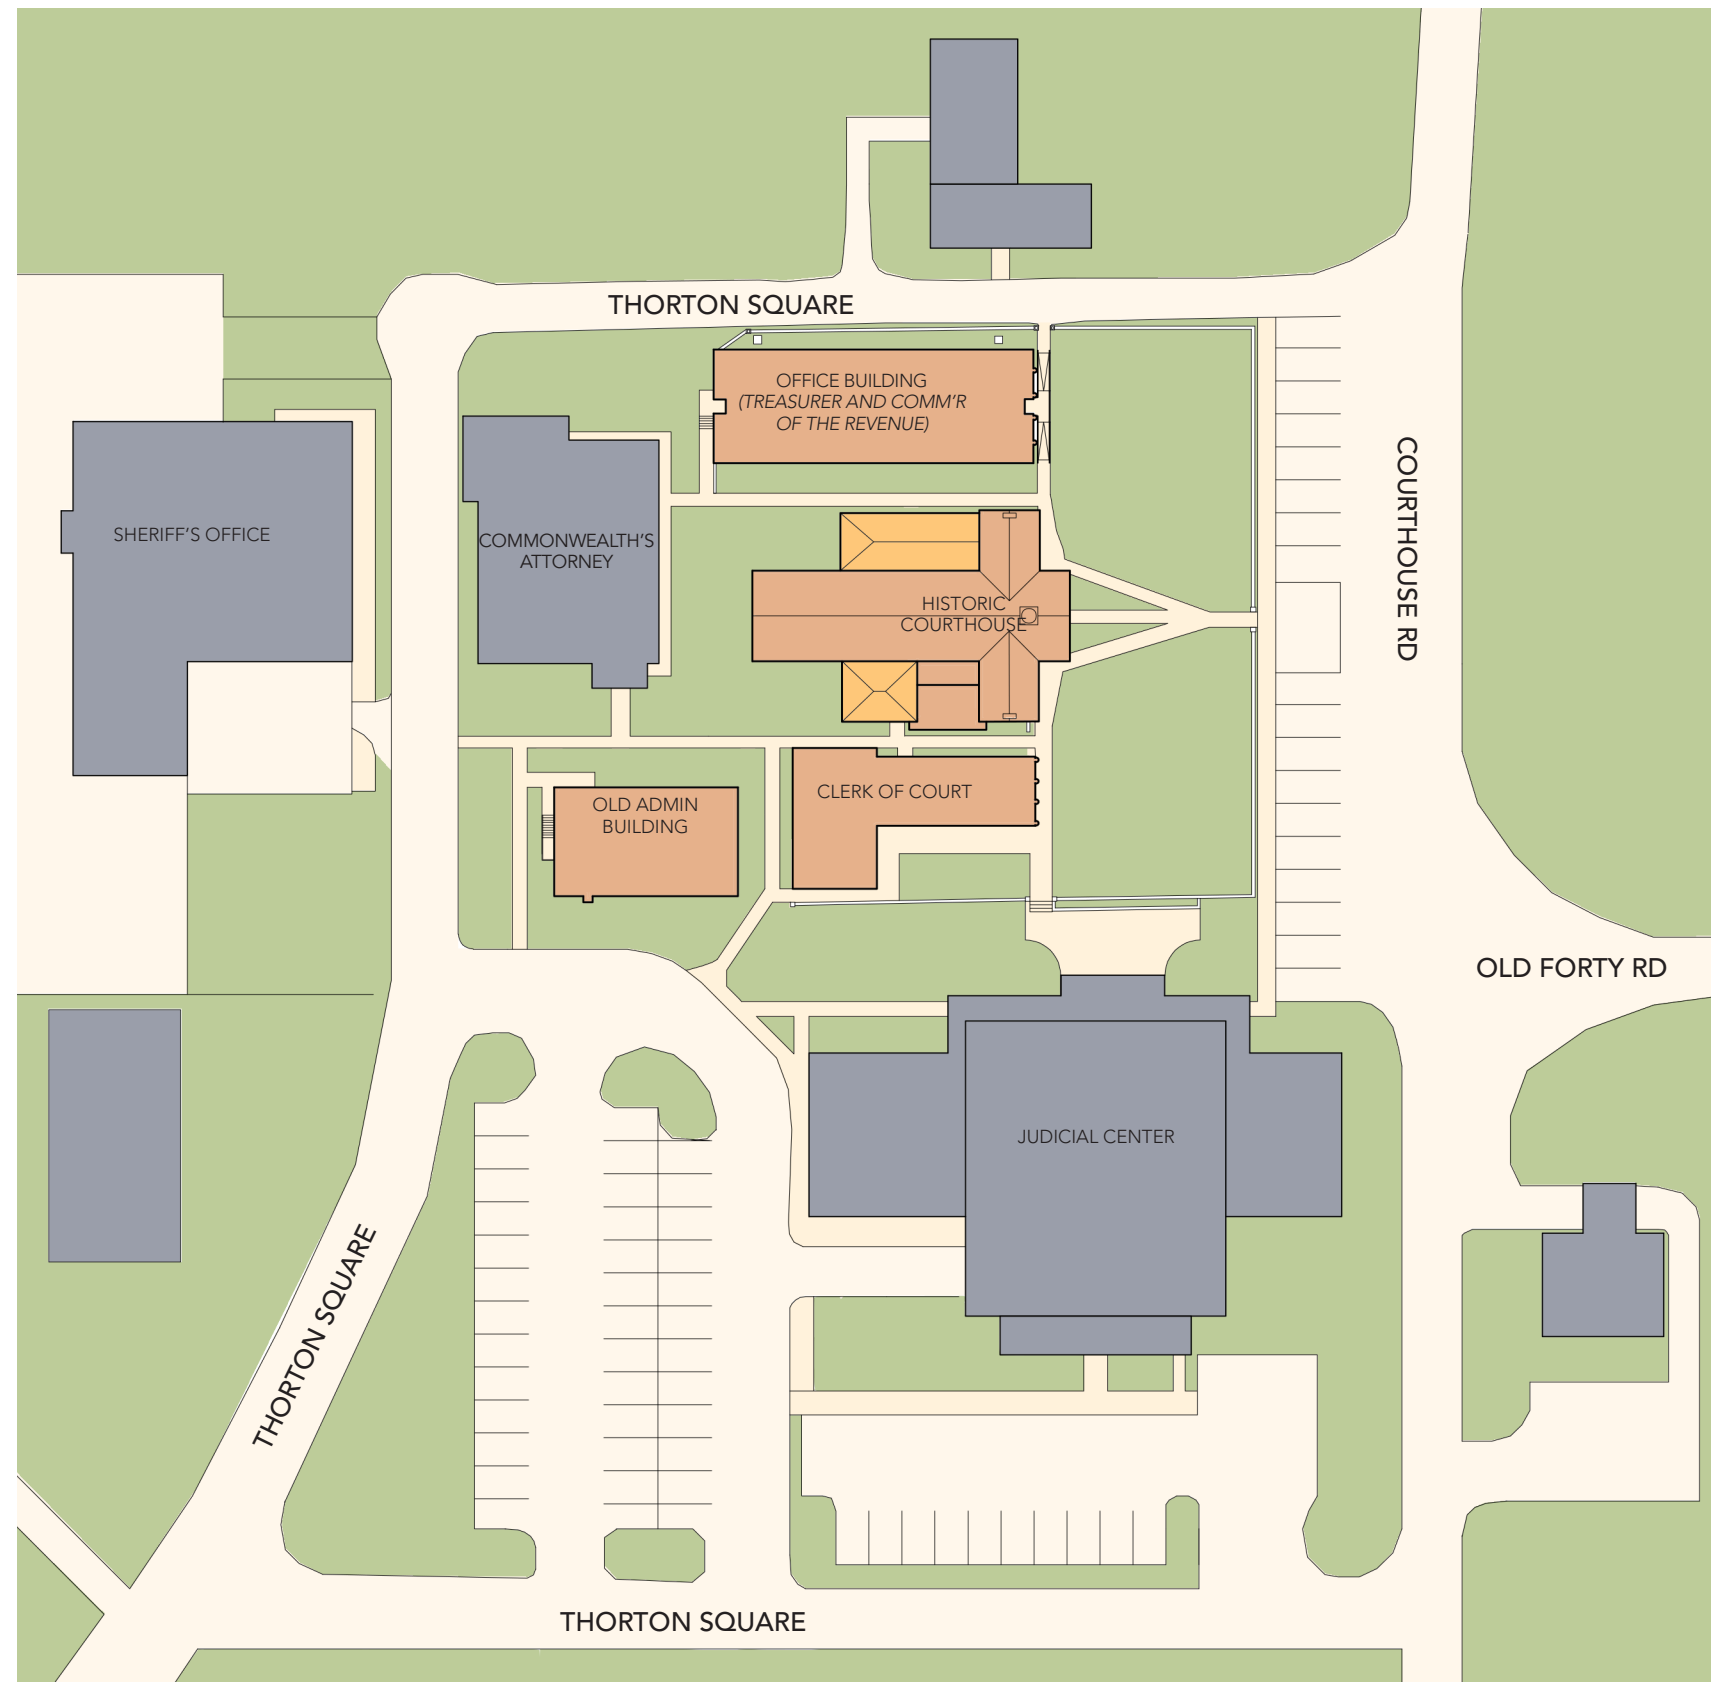 THORTON SQUARE
OFFICE BUILDING
(TREASURER AND COMM'R
OF THE REVENUE)
COURTHOUSE RD
SHERIFF'S OFFICE
COMMONWEALTH'S
ATTORNEY
HISTORIC
COURTHOUSE
CLERK OF COURT
OLD ADMIN
BUILDING
OLD FORTY RD
JUDICIAL CENTER
THORTON SQUARE
THORTON SQUARE